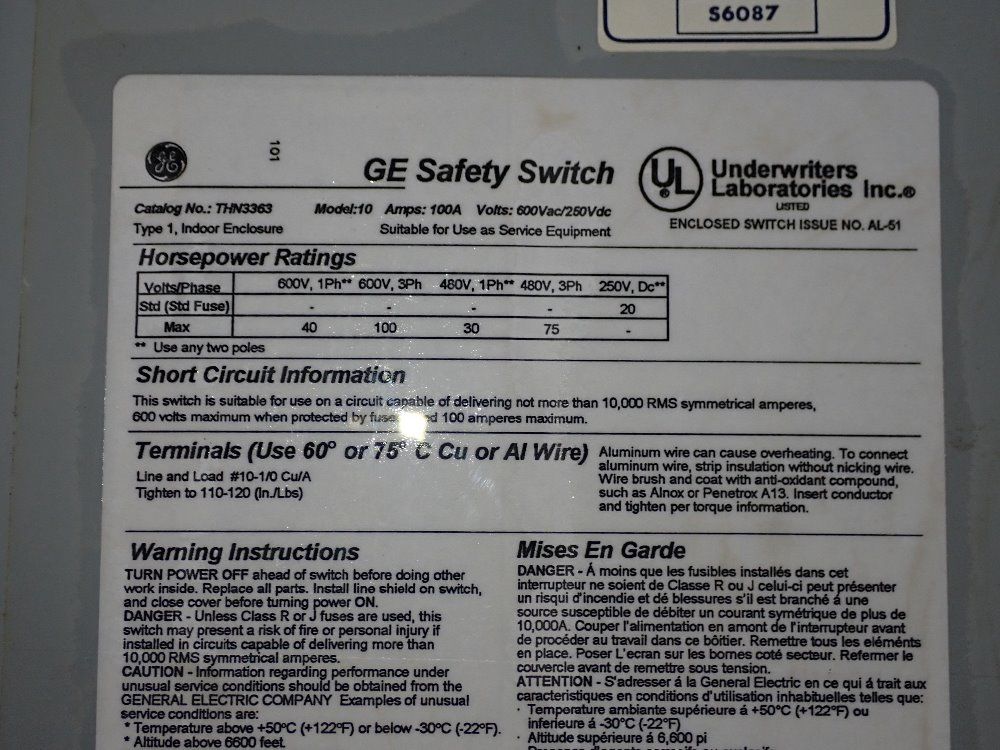 S6087
GE
101
GE Safety Switch
UL
Underwriters
Laboratories Inc.®
LISTED
ENCLOSED SWITCH ISSUE NO. AL-51
Catalog No.: THN3363 Model:10 Amps: 100A Volts: 600Vac/250Vdc
Type 1, Indoor Enclosure Suitable for Use as Service Equipment
Horsepower Ratings
Volts/Phase 600V, 1Ph** 600V, 3Ph 480V, 1Ph** 480V, 3Ph 250V, Dc**
Std (Std Fuse) - - - - 20
Max 40 100 30 75 -
** Use any two poles
Short Circuit Information
This switch is suitable for use on a circuit capable of delivering not more than 10,000 RMS symmetrical amperes,
600 volts maximum when protected by fuse 100 amperes maximum.
Terminals (Use 60° or 75° C Cu or Al Wire)
Line and Load #10-1/0 Cu/A
Tighten to 110-120 (In./Lbs)
Aluminum wire can cause overheating. To connect
aluminum wire, strip insulation without nicking wire.
Wire brush and coat with anti-oxidant compound,
such as Alnox or Penetrox A13. Insert conductor
and tighten per torque information.
Warning Instructions
TURN POWER OFF ahead of switch before doing other
work inside. Replace all parts. Install line shield on switch,
and close cover before turning power ON.
DANGER - Unless Class R or J fuses are used, this
switch may present a risk of fire or personal injury if
installed in circuits capable of delivering more than
10,000 RMS symmetrical amperes.
CAUTION - Information regarding performance under
unusual service conditions should be obtained from the
GENERAL ELECTRIC COMPANY Examples of unusual
service conditions are:
* Temperature above +50°C (+122°F) or below -30°C (-22°F).
* Altitude above 6600 feet.
Mises En Garde
DANGER - Á moins que les fusibles installés dans cet
interrupteur ne soient de Classe R ou J celui-ci peut présenter
un risqui d'incendie et dé blessures s'il est branché á une
source susceptible de débiter un courant symétrique de plus de
10,000A. Couper l'alimentation en amont de l'interrupteur avant
de procéder au travail dans ce bôitier. Remettre tous les eléménts
en place. Poser L'ecran sur les bornes coté secteur. Refermer le
couvercle avant de remettre sous tension.
ATTENTION - S'adresser á la General Electric en ce qui á trait aux
caracteristiques en conditions d'utilisation inhabituelles telles que:
· Temperature ambiante supérieure á +50°C (+122°F) ou
inferieure á -30°C (-22°F)
· Altitude supérieure á 6,600 pi